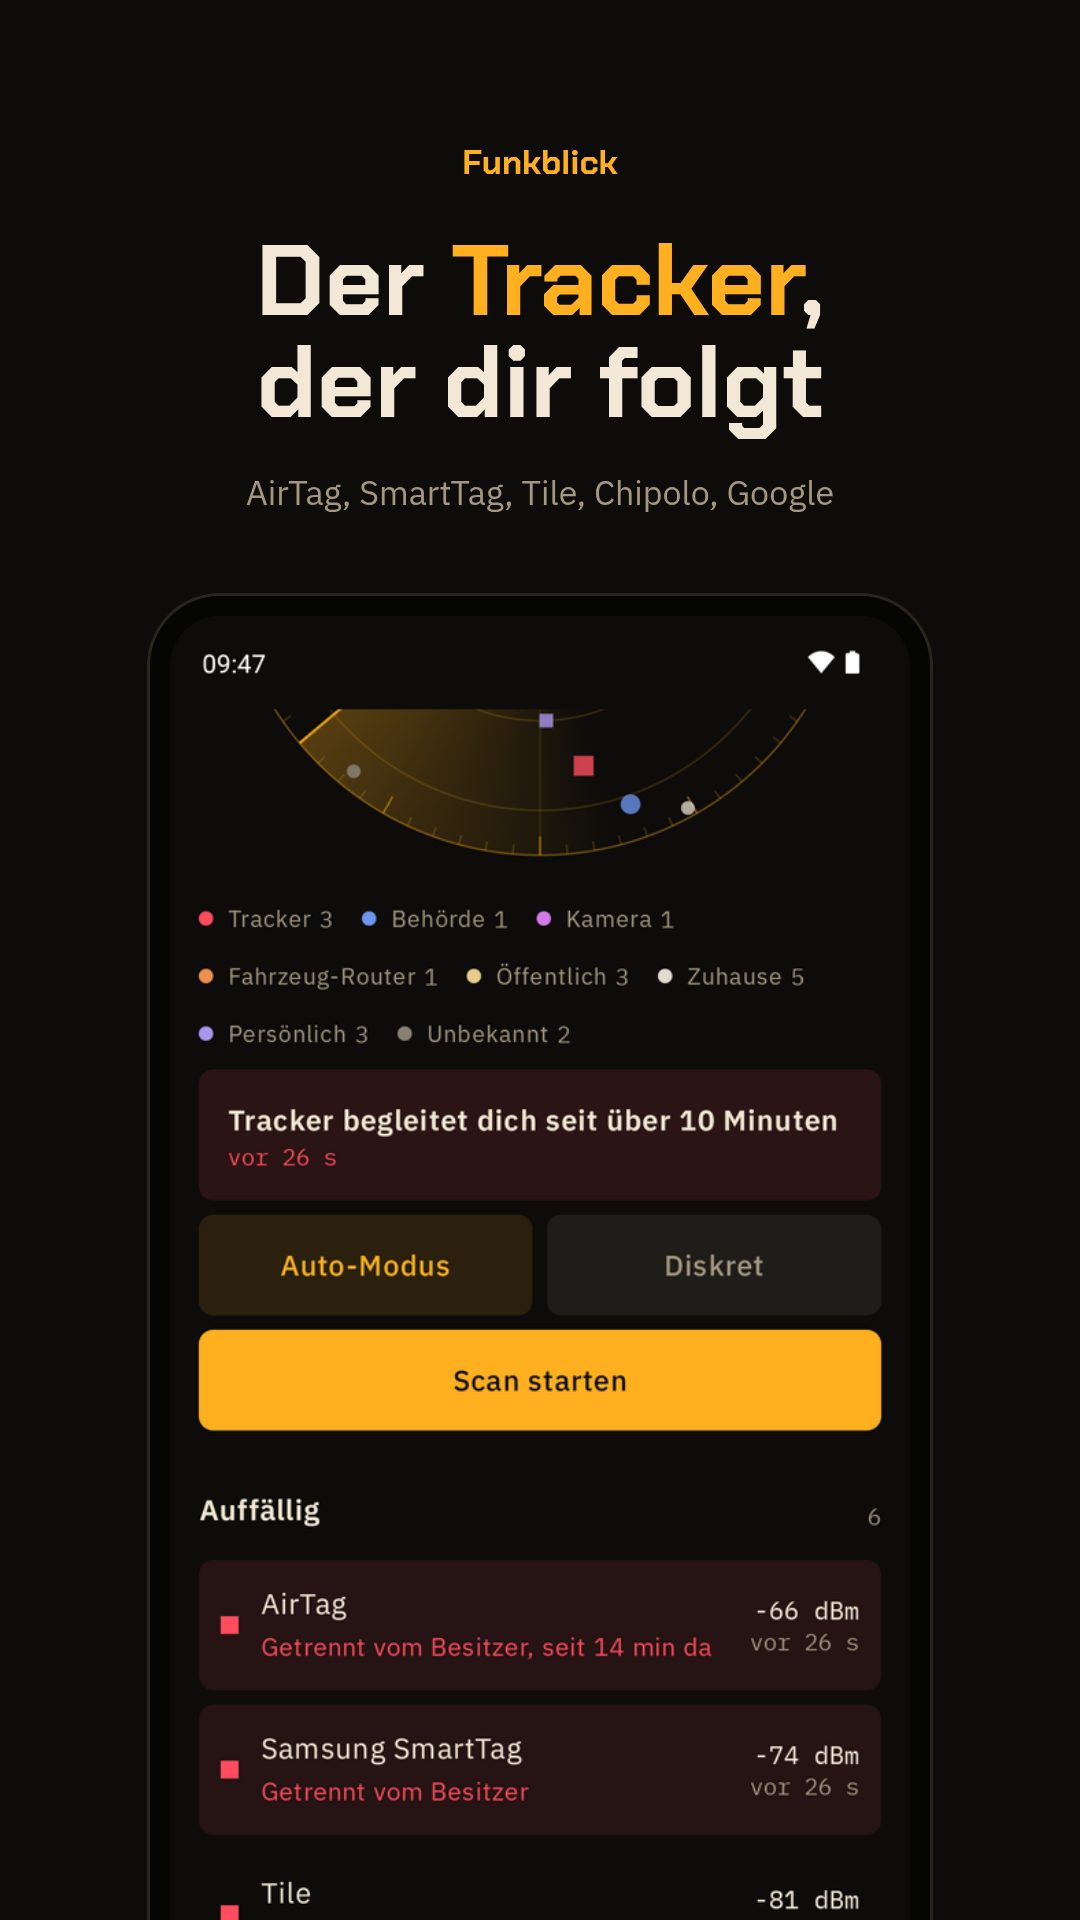 Funkblick
Der Tracker,
der dir folgt
AirTag, SmartTag, Tile, Chipolo, Google
09:47
Tracker 3 Behörde 1 Kamera 1
Fahrzeug-Router 1 Öffentlich 3 Zuhause 5
Persönlich 3 Unbekannt 2
Tracker begleitet dich seit über 10 Minuten
vor 26 s
Auto-Modus Diskret
Scan starten
Auffällig 6
AirTag -66 dBm
Getrennt vom Besitzer, seit 14 min da vor 26 s
Samsung SmartTag -74 dBm
Getrennt vom Besitzer vor 26 s
Tile -81 dBm